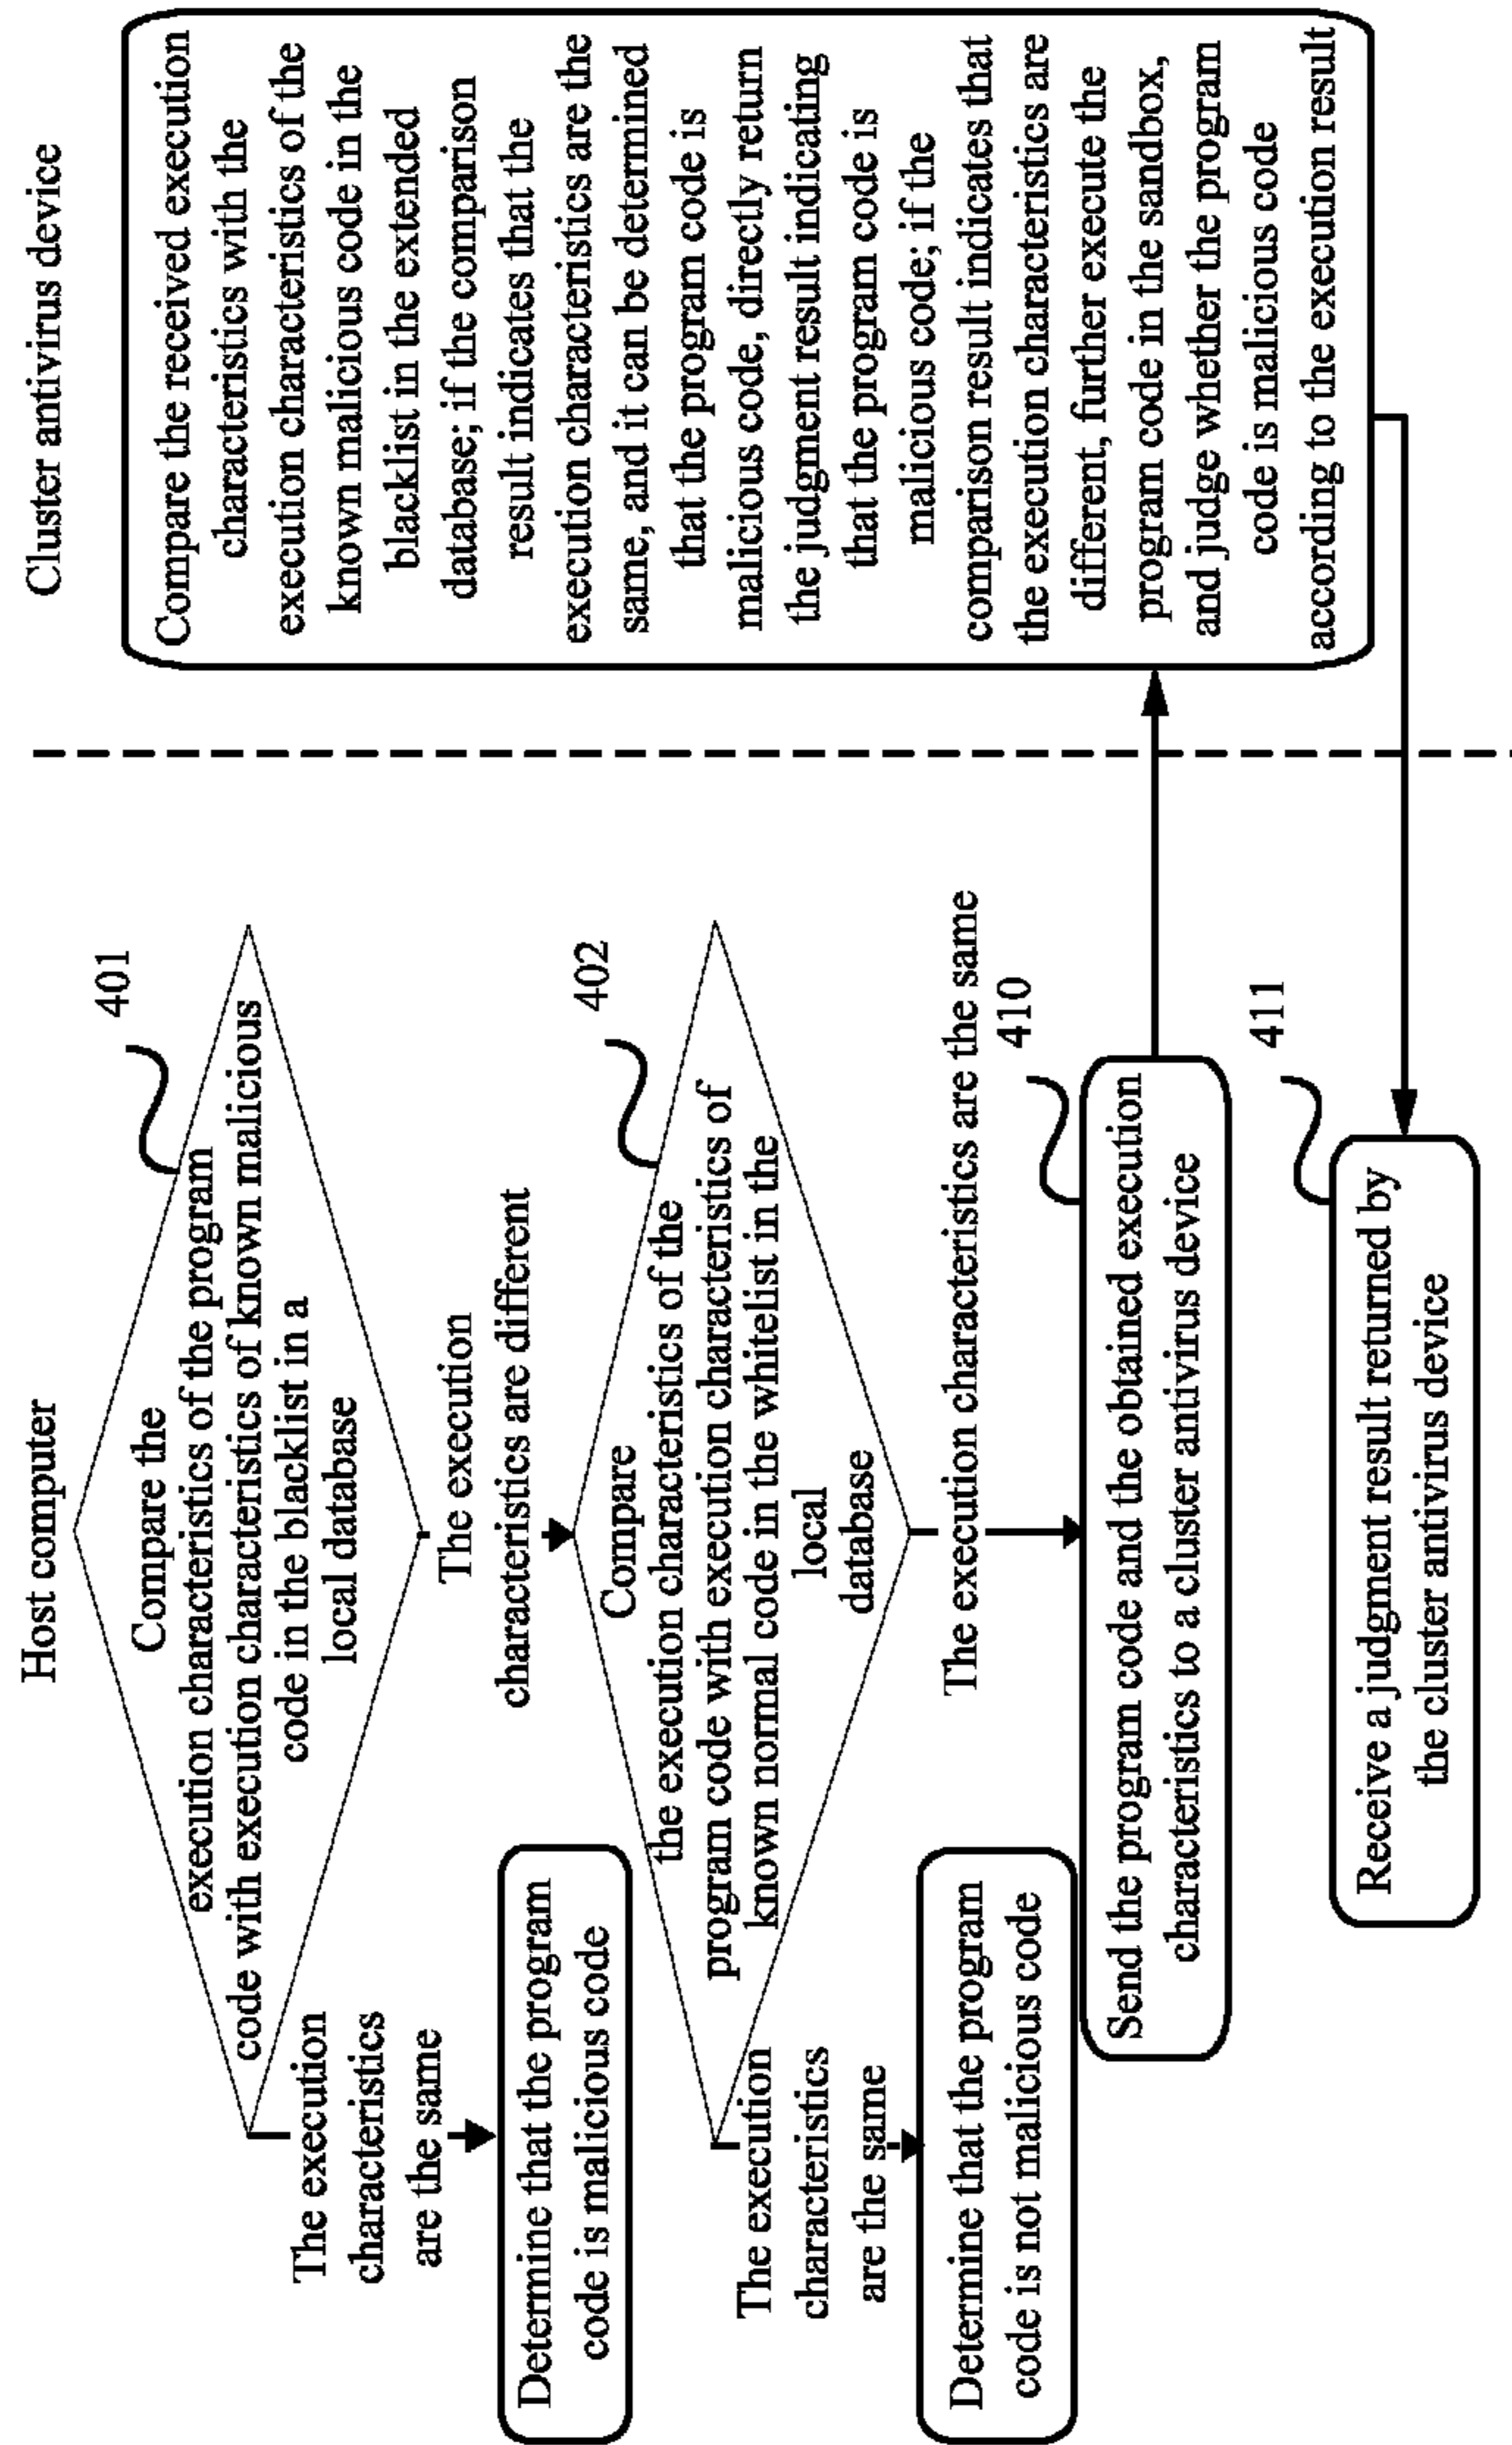 Host computer
Compare the
execution characteristics of the program
code with execution characteristics of known malicious
code in the blacklist in a
local database
401
The execution
characteristics
are the same
Determine that the program
code is malicious code
The execution
characteristics are different
Compare
the execution characteristics of the
program code with execution characteristics of
known normal code in the whitelist in the
local
database
402
The execution
characteristics
are the same
Determine that the program
code is not malicious code
The execution characteristics are the same
410
Send the program code and the obtained execution
characteristics to a cluster antivirus device
411
Receive a judgment result returned by
the cluster antivirus device
Cluster antivirus device
Compare the received execution
characteristics with the
execution characteristics of the
known malicious code in the
blacklist in the extended
database; if the comparison
result indicates that the
execution characteristics are the
same, and it can be determined
that the program code is
malicious code, directly return
the judgment result indicating
that the program code is
malicious code; if the
comparison result indicates that
the execution characteristics are
different, further execute the
program code in the sandbox,
and judge whether the program
code is malicious code
according to the execution result